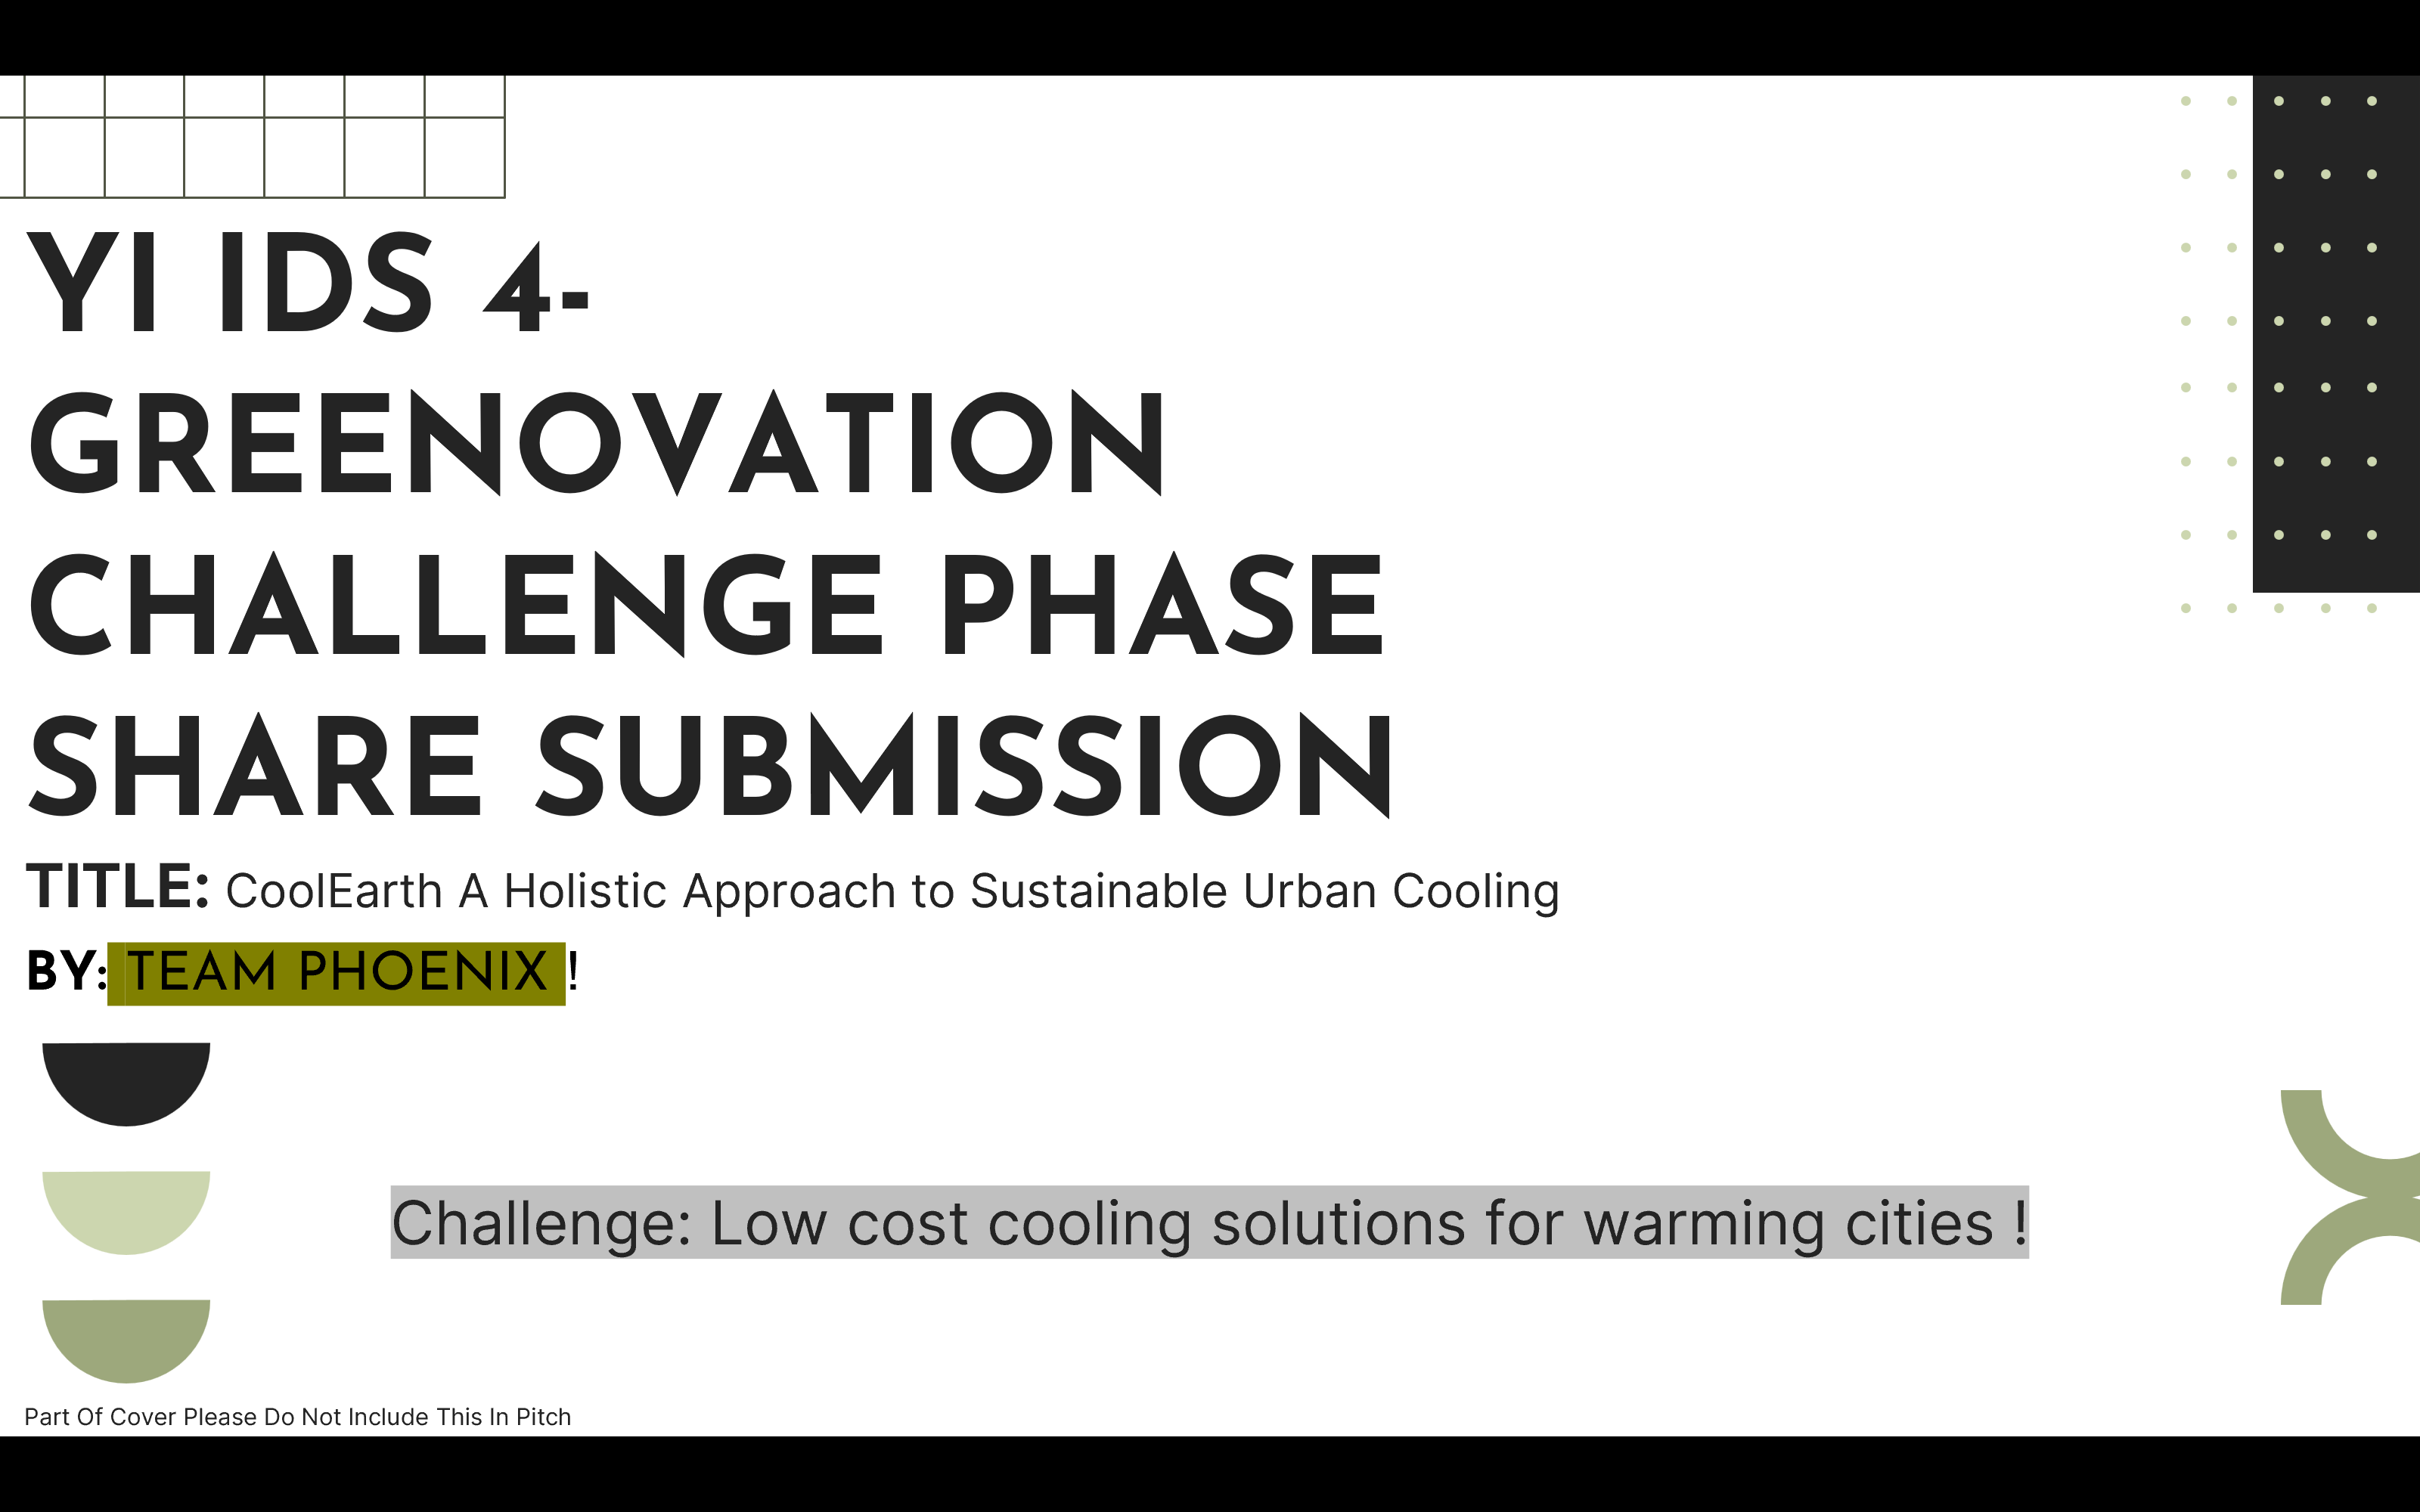 YI IDS 4-
GREENOVATION
CHALLENGE PHASE
SHARE SUBMISSION
TITLE: CoolEarth A Holistic Approach to Sustainable Urban Cooling
BY: TEAM PHOENIX !
Challenge: Low cost cooling solutions for warming cities !
Part Of Cover Please Do Not Include This In Pitch